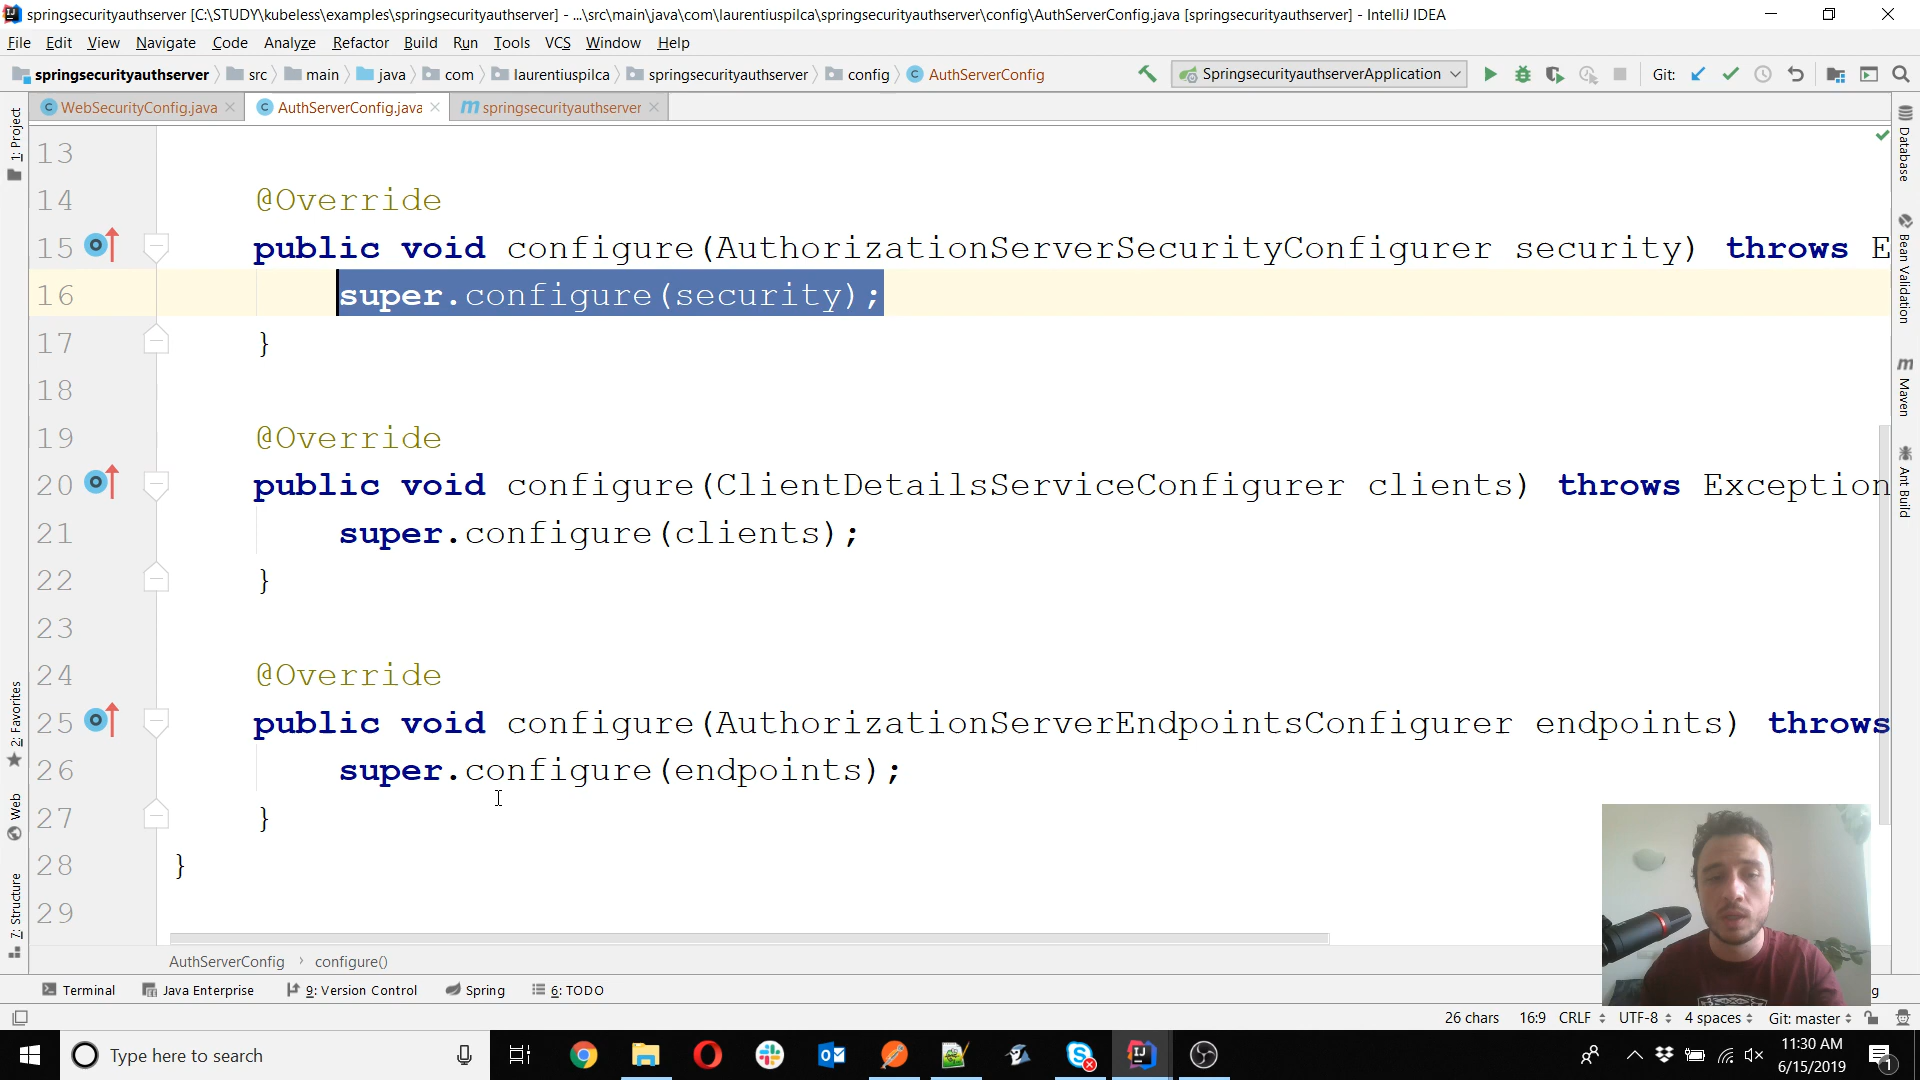 springsecurityauthserver [C:\STUDY\kubeless\examples\springsecurityauthserver] - ...\src\main\java\com\laurentiuspilca\springsecurityauthserver\config\AuthServerConfig.java [springsecurityauthserver] - IntelliJ IDEA
File Edit View Navigate Code Analyze Refactor Build Run Tools VCS Window Help
springsecurityauthserver src main java com laurentiuspilca springsecurityauthserver config AuthServerConfig SpringsecurityauthserverApplication Git:
WebSecurityConfig.java AuthServerConfig.java m springsecurityauthserver
1: Project
2: Favorites
Web
7: Structure
Database
Bean Validation
m Maven
Ant Build
13
14 @Override
15 public void configure(AuthorizationServerSecurityConfigurer security) throws E
16 super.configure(security);
17 }
18
19 @Override
20 public void configure(ClientDetailsServiceConfigurer clients) throws Exception
21 super.configure(clients);
22 }
23
24 @Override
25 public void configure(AuthorizationServerEndpointsConfigurer endpoints) throws
26 super.configure(endpoints);
27 }
28 }
29
AuthServerConfig › configure()
Terminal Java Enterprise 9: Version Control Spring 6: TODO g
26 chars 16:9 CRLF UTF-8 4 spaces Git: master
Type here to search
11:30 AM
6/15/2019
1